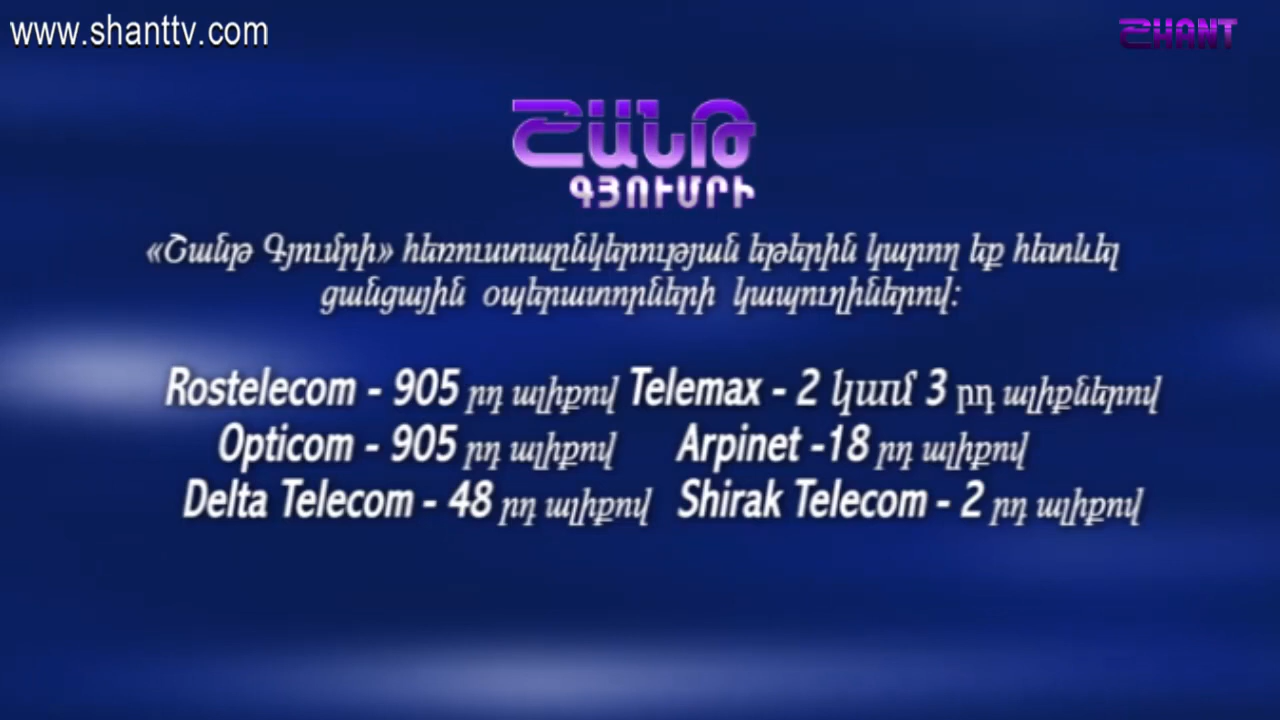 www.shanttv.com
SHANT
ՇԱՆԹ
ԳՅՈՒՄՐԻ
«Շանթ Գյումրի» հեռուստաընկերության եթերին կարող եք հետևել
ցանցային օպերատորների կապուղիներով:
Rostelecom - 905 րդ ալիքով Telemax - 2 կամ 3 րդ ալիքներով
Opticom - 905 րդ ալիքով Arpinet -18 րդ ալիքով
Delta Telecom - 48 րդ ալիքով Shirak Telecom - 2 րդ ալիքով